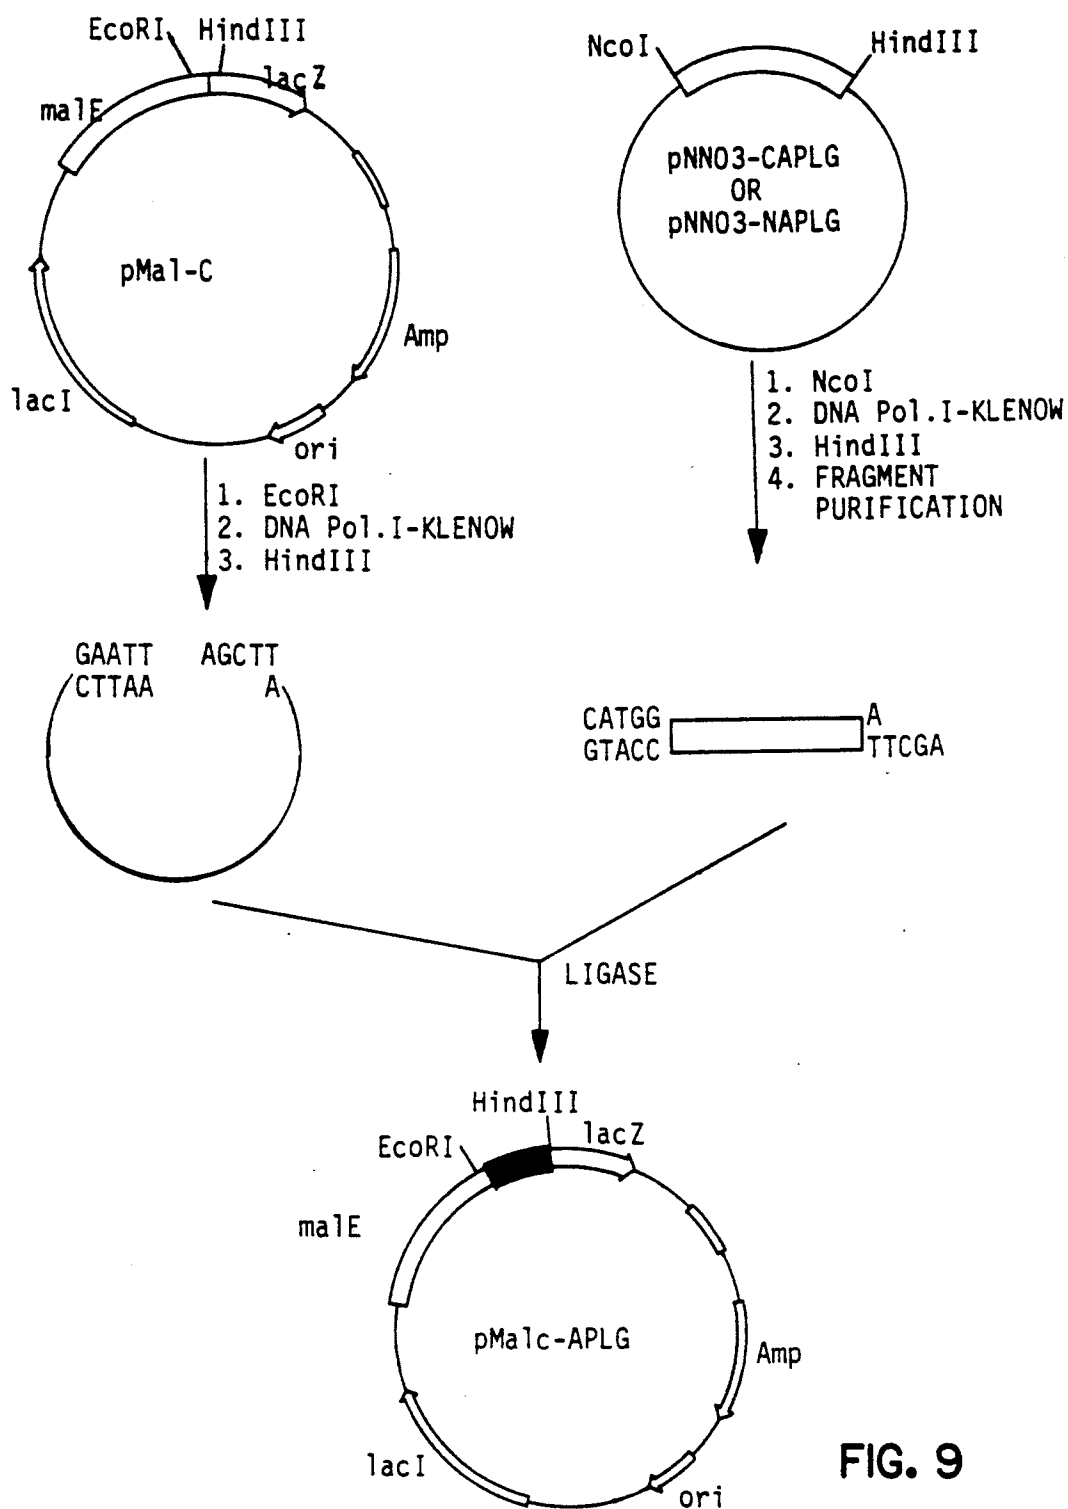 EcoRI HindIII
lacZ
malE
pMal-C
Amp
lacI
ori
NcoI HindIII
pNNO3-CAPLG
OR
pNNO3-NAPLG
1. EcoRI
2. DNA Pol.I-KLENOW
3. HindIII
1. NcoI
2. DNA Pol.I-KLENOW
3. HindIII
4. FRAGMENT
PURIFICATION
GAATT AGCTT
CTTAA A
CATGG A
GTACC TTCGA
LIGASE
HindIII
lacZ
EcoRI
malE
pMalc-APLG
Amp
lacI
ori
FIG. 9